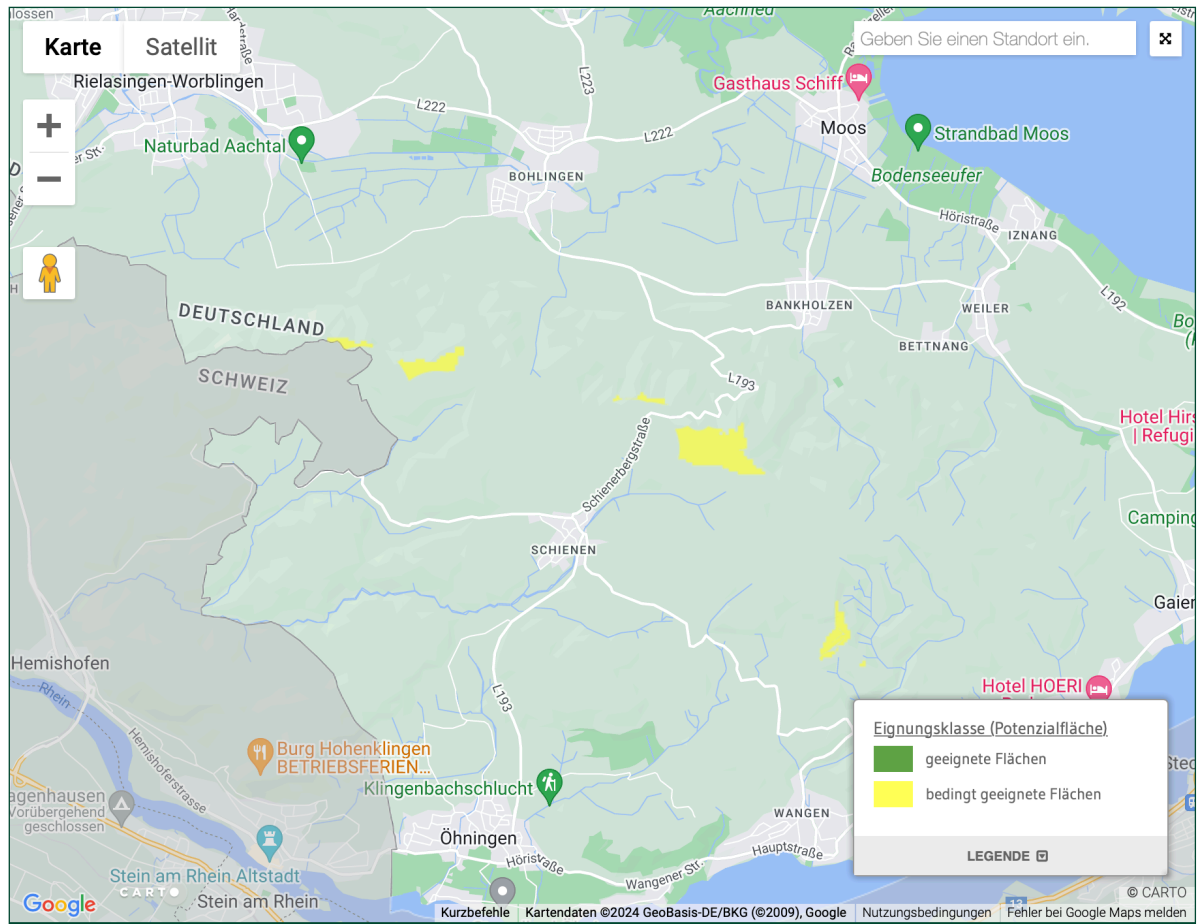 Karte
Satellit
Geben Sie einen Standort ein.
Aachried
Rielasingen-Worblingen
L222
L223
L222
Gasthaus Schiff
Moos
Strandbad Moos
Naturbad Aachtal
BOHLINGEN
Bodenseeufer
Höristraße
IZNANG
DEUTSCHLAND
SCHWEIZ
BANKHOLZEN
WEILER
L192
BETTNANG
L193
Schienerbergstraße
SCHIENEN
Hotel Hirs
| Refugi
Camping
Gaier
Hemishofen
Rhein
Hemishoferstrasse
L193
Hotel HOERI
Burg Hohenklingen
BETRIEBSFERIEN…
Klingenbachschlucht
agenhausen
Vorübergehend
geschlossen
Öhningen
Höristraße
Wangener Str.
WANGEN
Hauptstraße
Stein am Rhein Altstadt
Stein am Rhein
Eignungsklasse (Potenzialfläche)
geeignete Flächen
bedingt geeignete Flächen
LEGENDE
Stec
13
© CARTO
CARTO
Google
Kurzbefehle
Kartendaten ©2024 GeoBasis-DE/BKG (©2009), Google
Nutzungsbedingungen
Fehler bei Google Maps melden